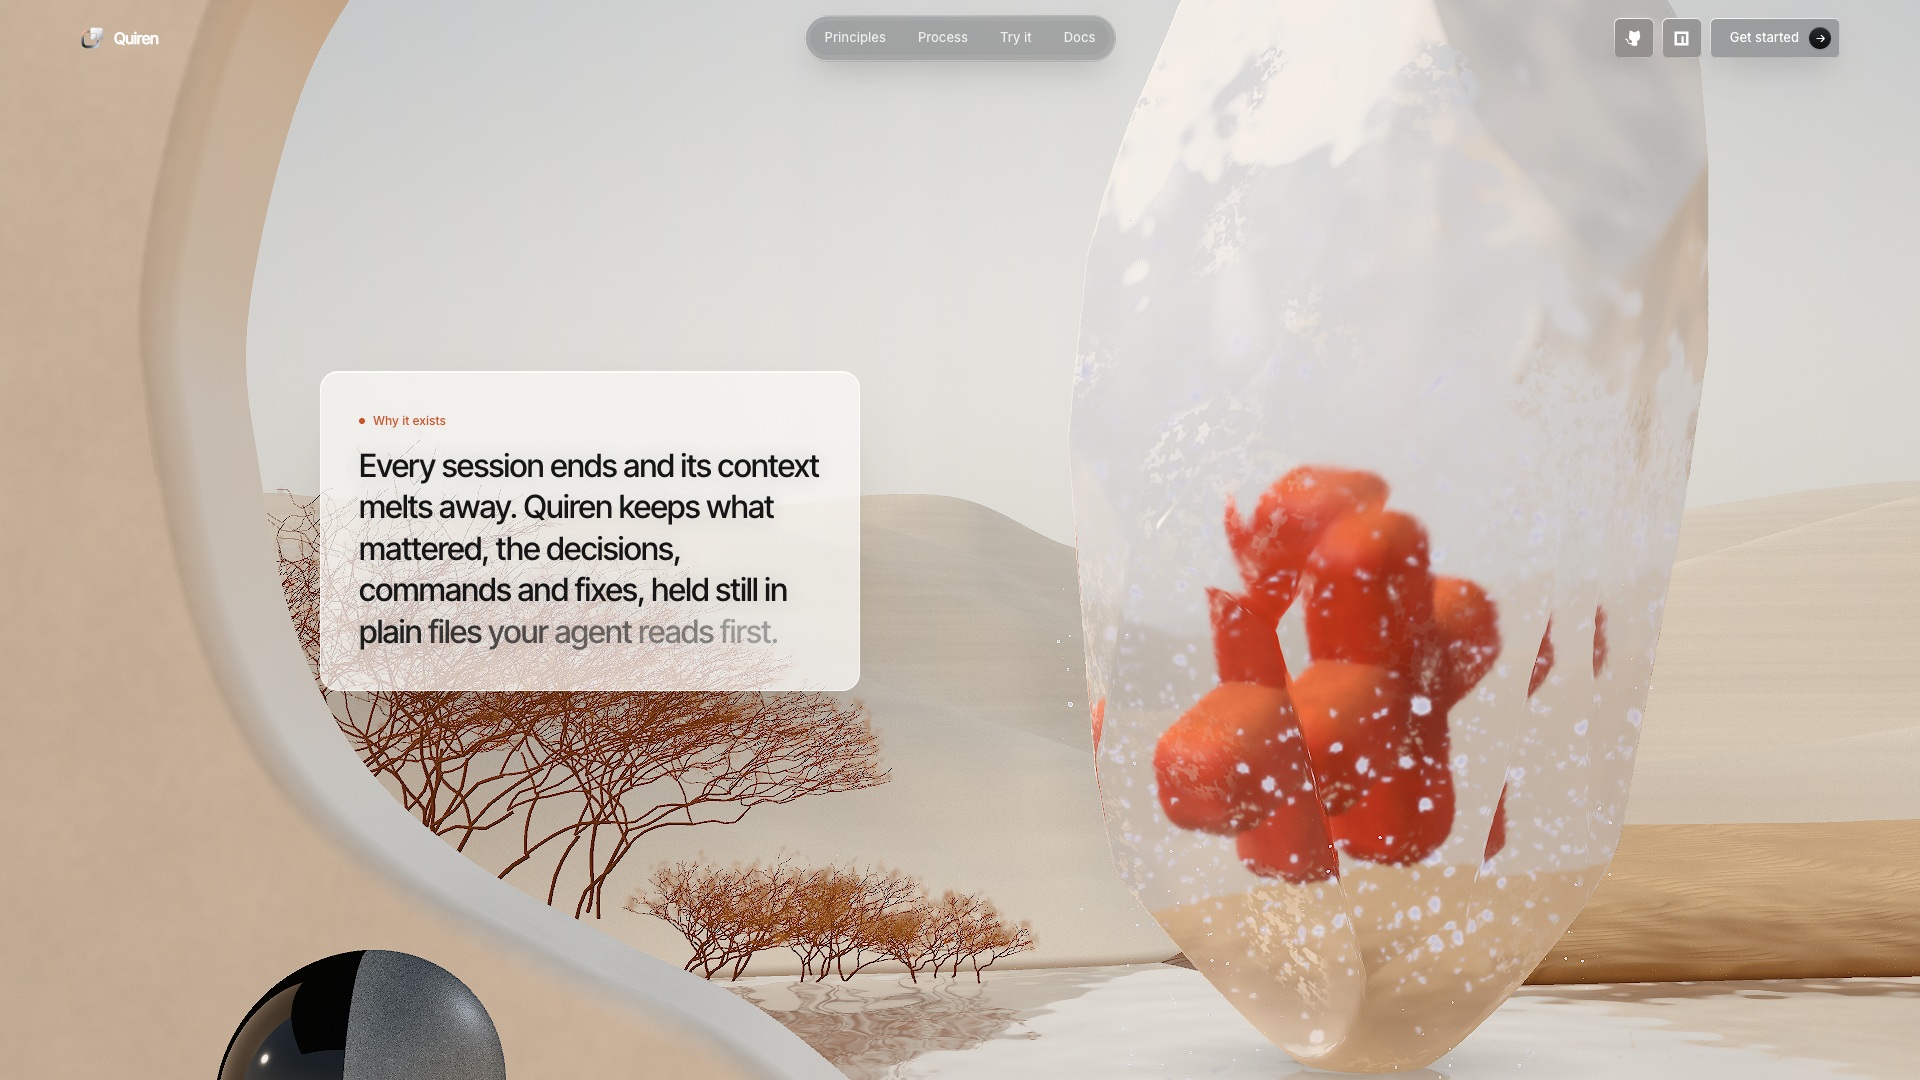 Quiren
Principles
Process
Try it
Docs
Get started
Why it exists
Every session ends and its context
melts away. Quiren keeps what
mattered, the decisions,
commands and fixes, held still in
plain files your agent reads first.